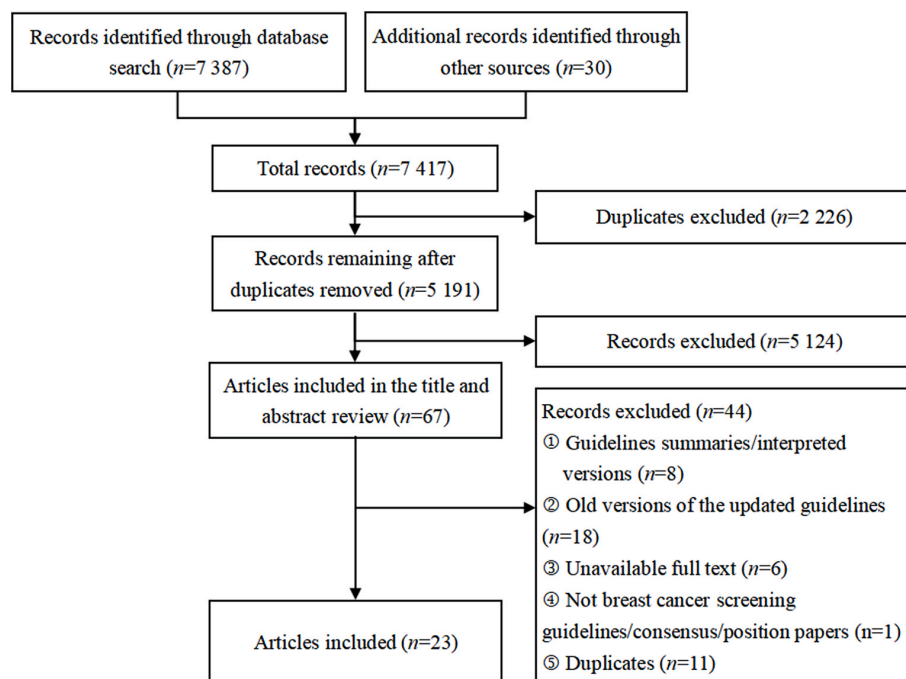 Records identified through database
search (n=7 387)
Additional records identified through
other sources (n=30)
Total records (n=7 417)
Duplicates excluded (n=2 226)
Records remaining after
duplicates removed (n=5 191)
Records excluded (n=5 124)
Articles included in the title and
abstract review (n=67)
Records excluded (n=44)
① Guidelines summaries/interpreted
versions (n=8)
② Old versions of the updated guidelines
(n=18)
③ Unavailable full text (n=6)
④ Not breast cancer screening
guidelines/consensus/position papers (n=1)
⑤ Duplicates (n=11)
Articles included (n=23)